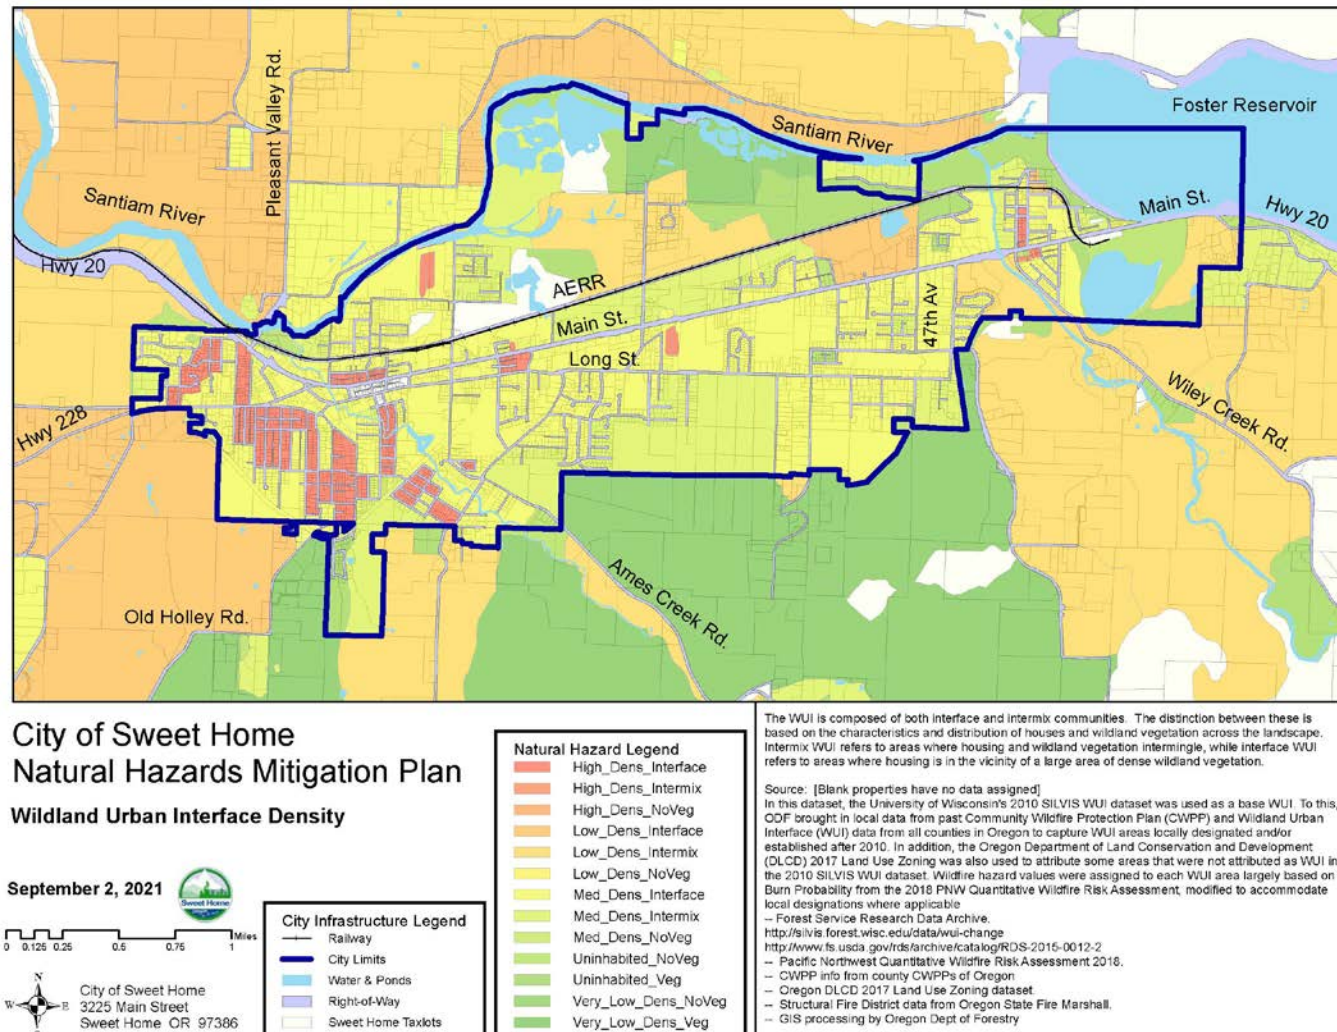 Foster Reservoir
Pleasant Valley Rd.
Santiam River
Santiam River
Main St.
Hwy 20
Hwy 20
AERR
Main St.
47th Av
Long St.
Wiley Creek Rd.
Hwy 228
Ames Creek Rd.
Old Holley Rd.
City of Sweet Home
Natural Hazards Mitigation Plan
Wildland Urban Interface Density
September 2, 2021
Sweet Home
Miles
0 0.125 0.25 0.5 0.75 1
N
W E
City of Sweet Home
3225 Main Street
Sweet Home OR 97386
City Infrastructure Legend
Railway
City Limits
Water & Ponds
Right-of-Way
Sweet Home Taxlots
Natural Hazard Legend
High_Dens_Interface
High_Dens_Intermix
High_Dens_NoVeg
Low_Dens_Interface
Low_Dens_Intermix
Low_Dens_NoVeg
Med_Dens_Interface
Med_Dens_Intermix
Med_Dens_NoVeg
Uninhabited_NoVeg
Uninhabited_Veg
Very_Low_Dens_NoVeg
Very_Low_Dens_Veg
The WUI is composed of both interface and intermix communities. The distinction between these is
based on the characteristics and distribution of houses and wildland vegetation across the landscape.
Intermix WUI refers to areas where housing and wildland vegetation intermingle, while interface WUI
refers to areas where housing is in the vicinity of a large area of dense wildland vegetation.
Source: [Blank properties have no data assigned]
In this dataset, the University of Wisconsin's 2010 SILVIS WUI dataset was used as a base WUI. To this,
ODF brought in local data from past Community Wildfire Protection Plan (CWPP) and Wildland Urban
Interface (WUI) data from all counties in Oregon to capture WUI areas locally designated and/or
established after 2010. In addition, the Oregon Department of Land Conservation and Development
(DLCD) 2017 Land Use Zoning was also used to attribute some areas that were not attributed as WUI in
the 2010 SILVIS WUI dataset. Wildfire hazard values were assigned to each WUI area largely based on
Burn Probability from the 2018 PNW Quantitative Wildfire Risk Assessment, modified to accommodate
local designations where applicable
-- Forest Service Research Data Archive.
http://silvis.forest.wisc.edu/data/wui-change
http://www.fs.usda.gov/rds/archive/catalog/RDS-2015-0012-2
-- Pacific Northwest Quantitative Wildfire Risk Assessment 2018.
-- CWPP info from county CWPPs of Oregon
-- Oregon DLCD 2017 Land Use Zoning dataset.
-- Structural Fire District data from Oregon State Fire Marshall.
-- GIS processing by Oregon Dept of Forestry